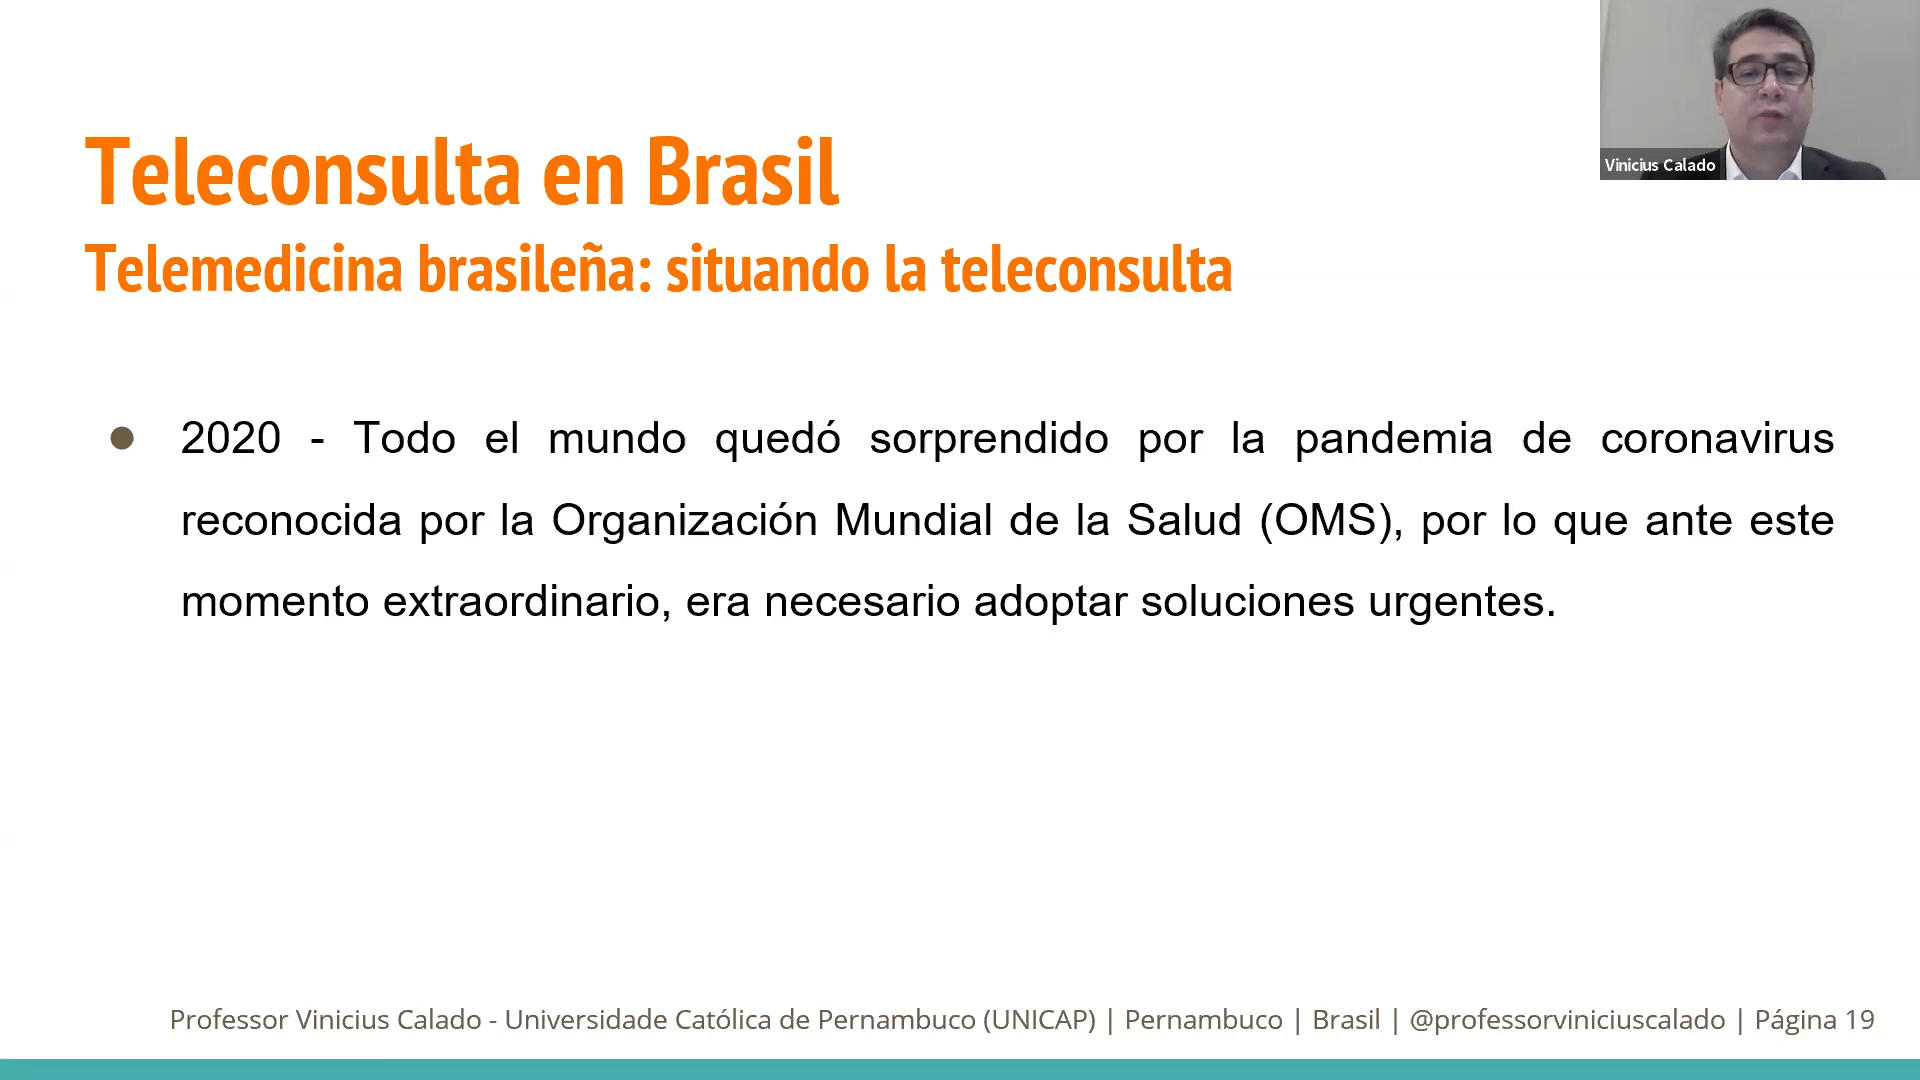 Vinicius Calado
Teleconsulta en Brasil
Telemedicina brasileña: situando la teleconsulta
● 2020 - Todo el mundo quedó sorprendido por la pandemia de coronavirus
reconocida por la Organización Mundial de la Salud (OMS), por lo que ante este
momento extraordinario, era necesario adoptar soluciones urgentes.
Professor Vinicius Calado - Universidade Católica de Pernambuco (UNICAP) | Pernambuco | Brasil | @professorviniciuscalado | Página 19